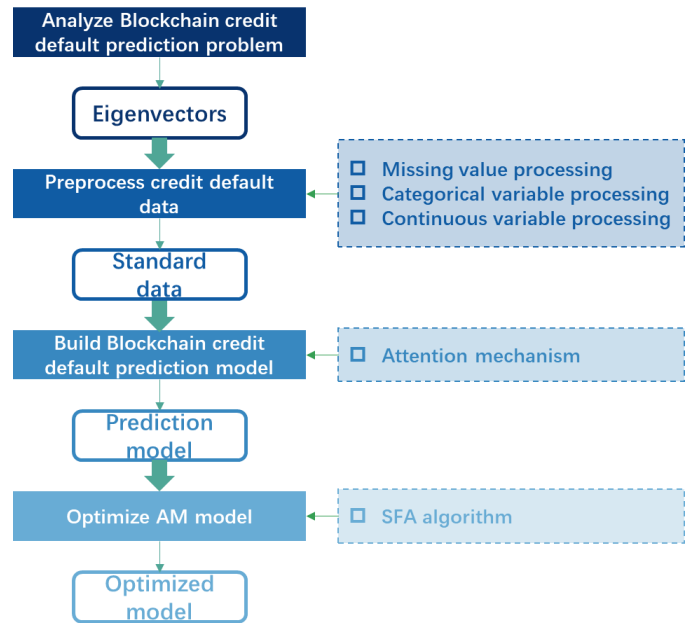 Analyze Blockchain credit
default prediction problem
Eigenvectors
Preprocess credit default
data
Missing value processing
Categorical variable processing
Continuous variable processing
Standard
data
Build Blockchain credit
default prediction model
Attention mechanism
Prediction
model
Optimize AM model
SFA algorithm
Optimized
model